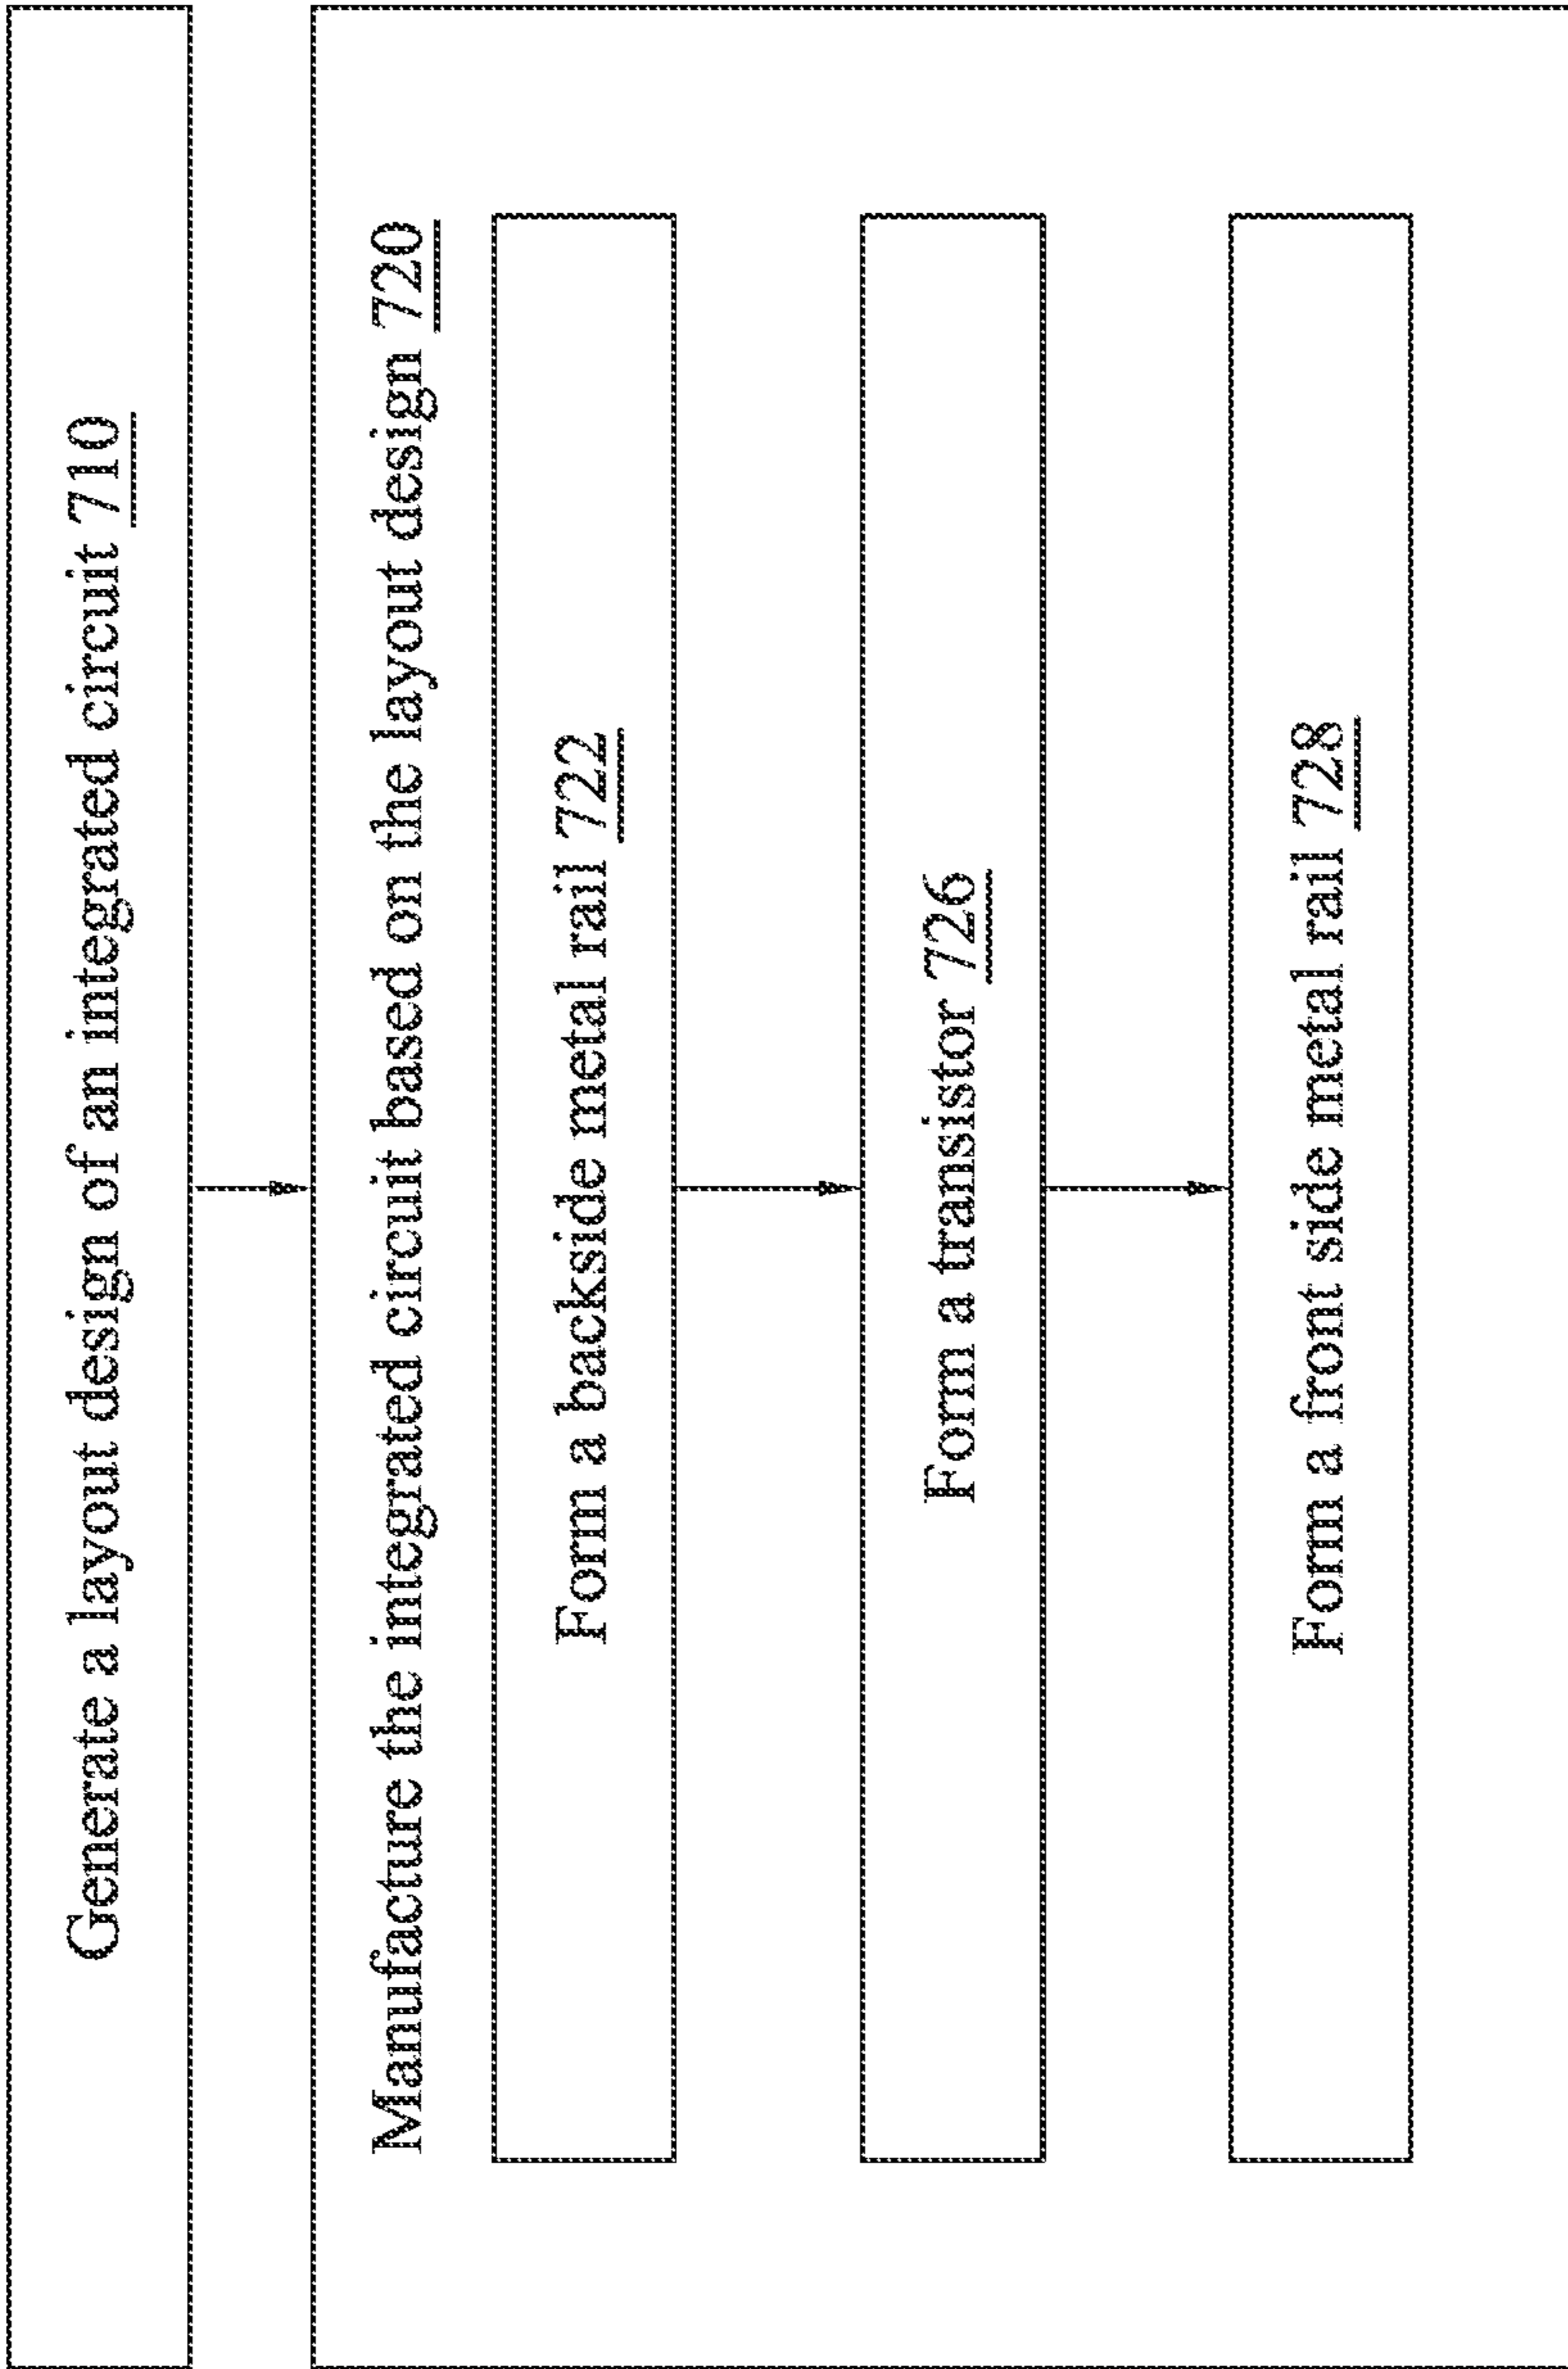 Generate a layout design of an integrated circuit 710
Manufacture the integrated circuit based on the layout design 720
Form a backside metal rail 722
Form a transistor 726
Form a front side metal rail 728